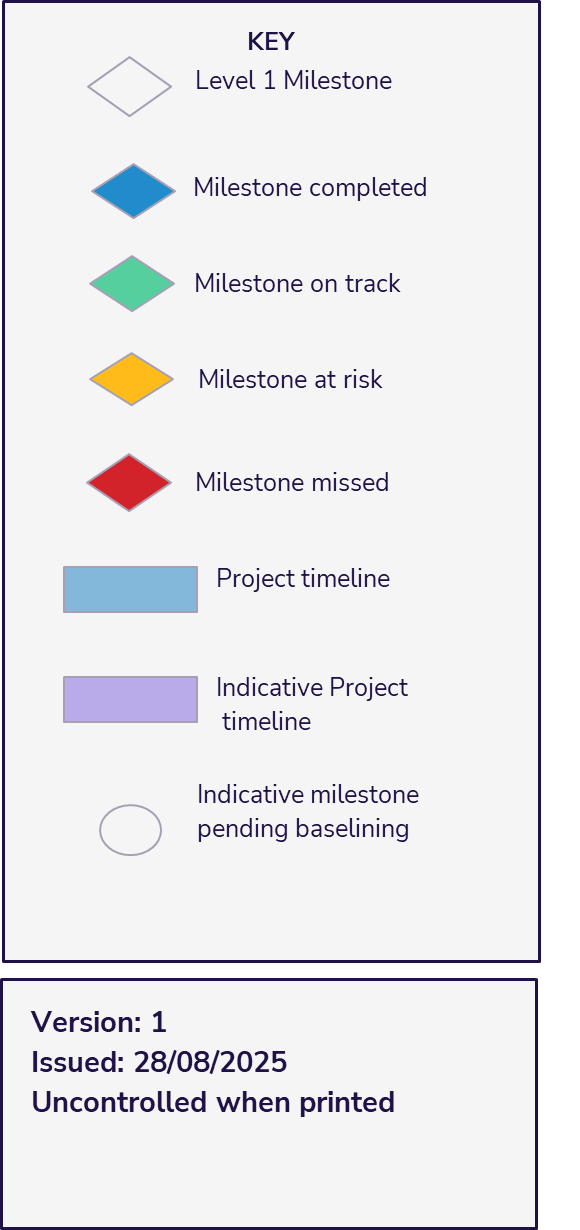 KEY
Level 1 Milestone
Milestone completed
Milestone on track
Milestone at risk
Milestone missed
Project timeline
Indicative Project
timeline
Indicative milestone
pending baselining
Version: 1
Issued: 28/08/2025
Uncontrolled when printed